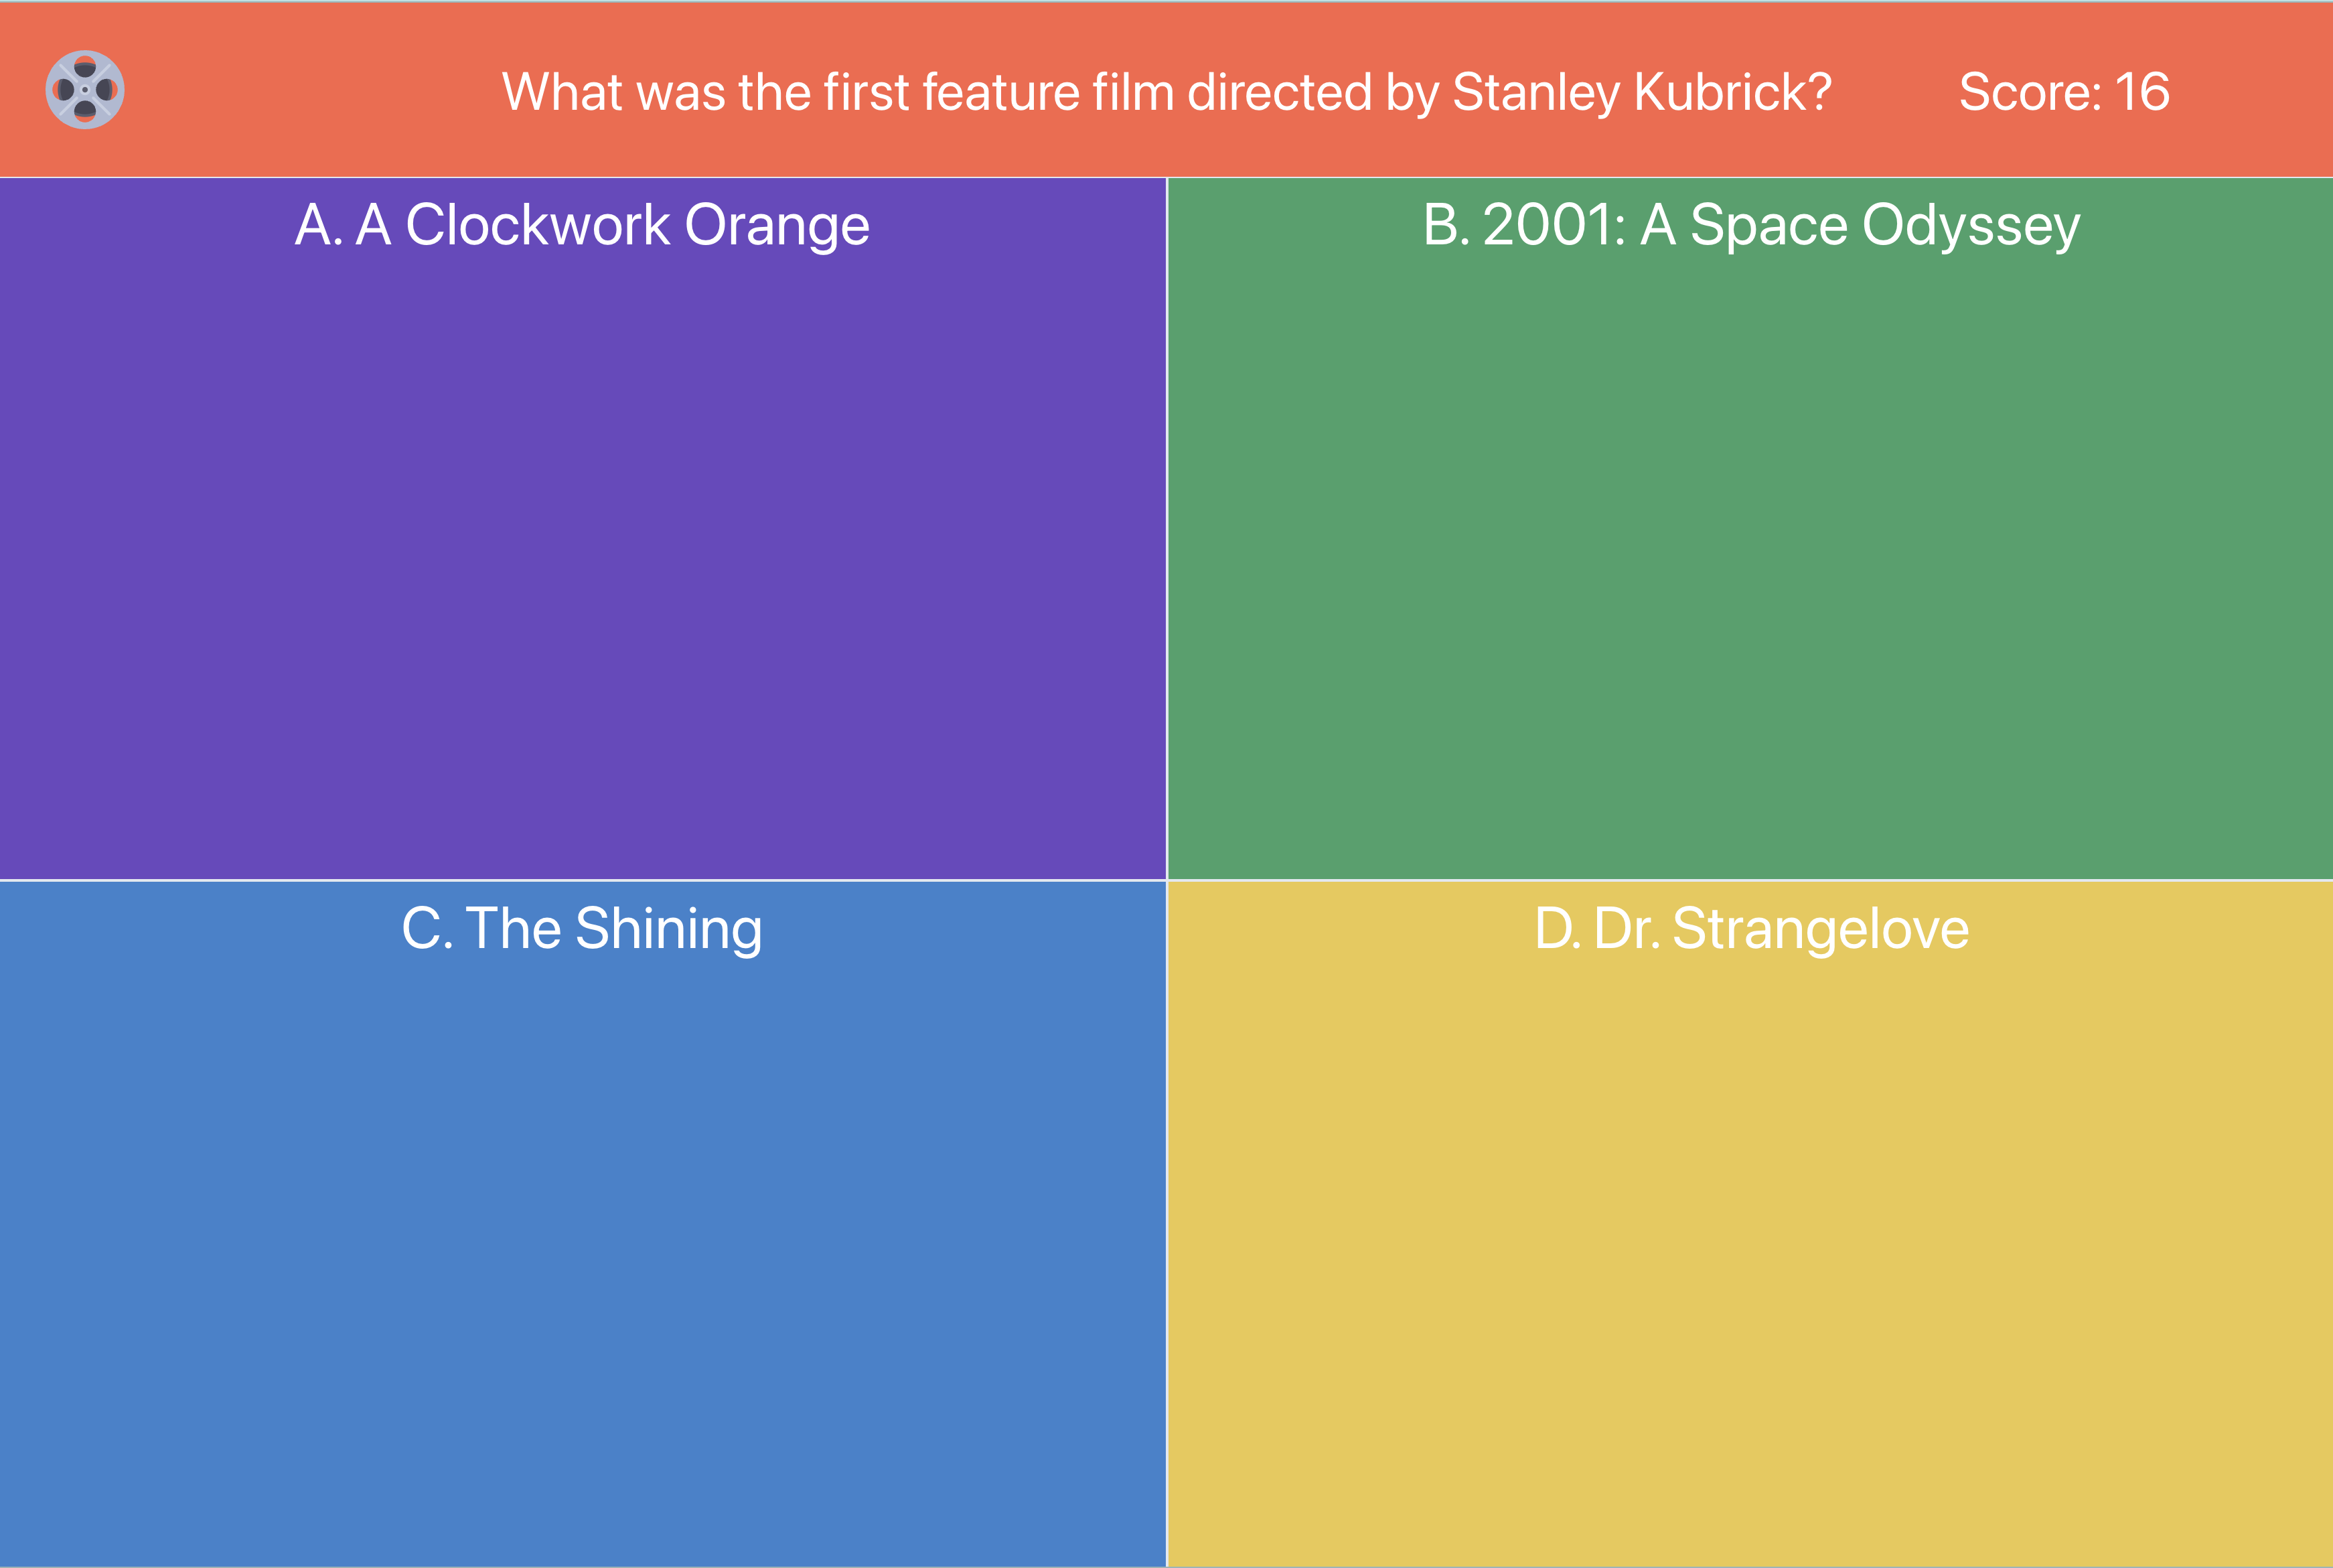 What was the first feature film directed by Stanley Kubrick?
Score: 16
A. A Clockwork Orange
B. 2001: A Space Odyssey
C. The Shining
D. Dr. Strangelove